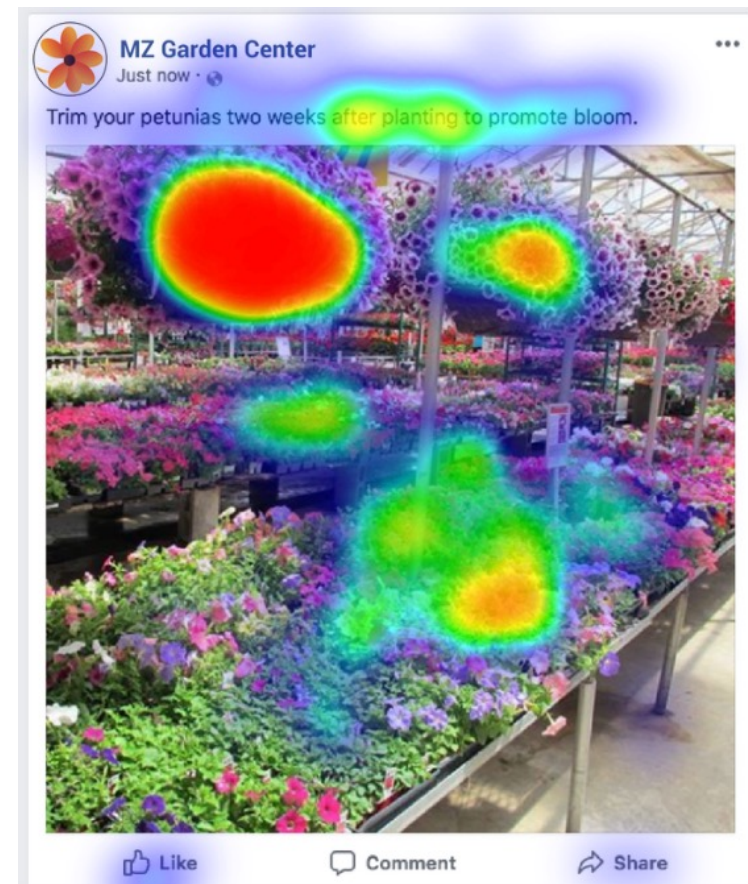 MZ Garden Center
Just now ·
Trim your petunias two weeks after planting to promote bloom.
Like
Comment
Share